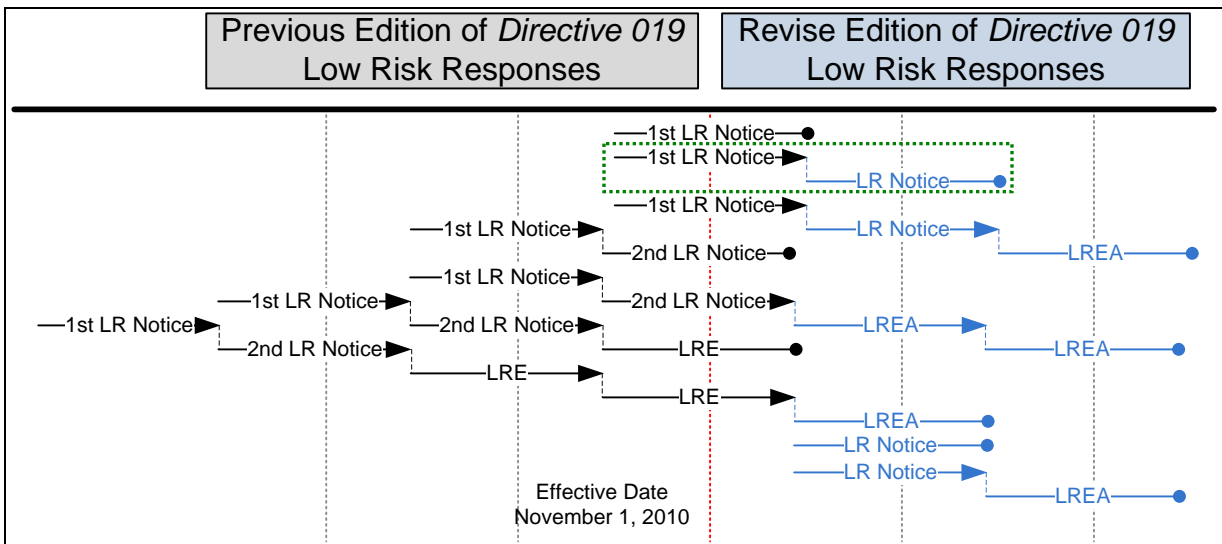 Previous Edition of Directive 019
Low Risk Responses
Revise Edition of Directive 019
Low Risk Responses
1st LR Notice
1st LR Notice
LR Notice
1st LR Notice
1st LR Notice
LR Notice
2nd LR Notice
LREA
1st LR Notice
1st LR Notice
2nd LR Notice
1st LR Notice
2nd LR Notice
LREA
2nd LR Notice
LRE
LREA
LRE
LRE
LREA
LR Notice
LR Notice
Effective Date
LREA
November 1, 2010